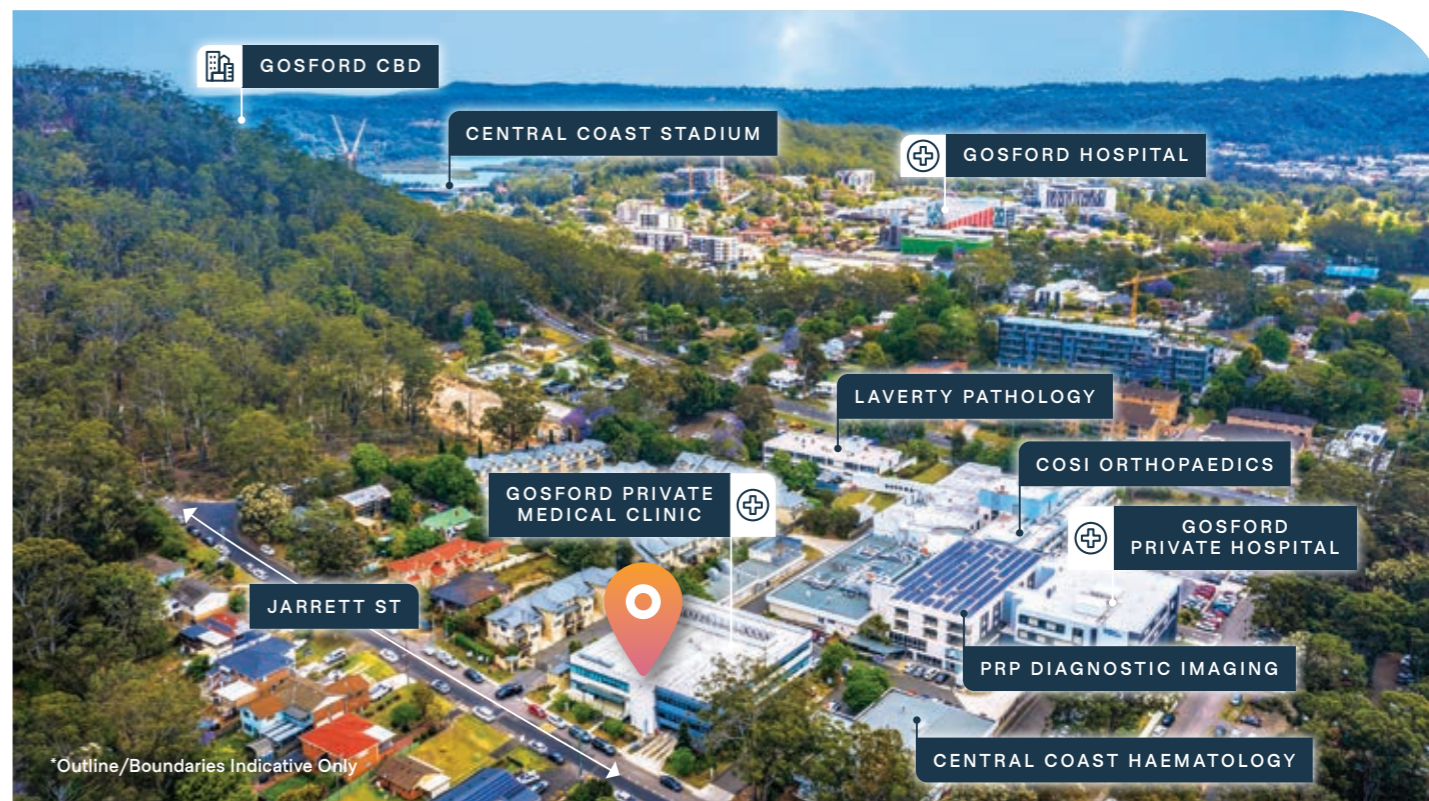 GOSFORD CBD
CENTRAL COAST STADIUM
GOSFORD HOSPITAL
LAVERTY PATHOLOGY
COSI ORTHOPAEDICS
GOSFORD PRIVATE
MEDICAL CLINIC
GOSFORD
PRIVATE HOSPITAL
JARRETT ST
PRP DIAGNOSTIC IMAGING
CENTRAL COAST HAEMATOLOGY
*Outline/Boundaries Indicative Only